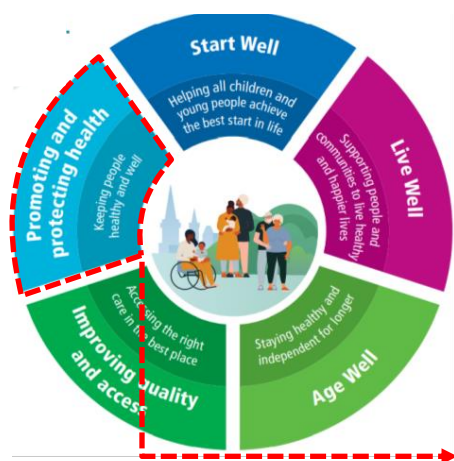 Start Well
Helping all children and
young people achieve
the best start in life
Live Well
Supporting people and
communities to live healthy
and happier lives
Age Well
Staying healthy and
independent for longer
Improving quality
and access
Accessing the right
care in the best place
Promoting and
protecting health
Keeping people
healthy and well